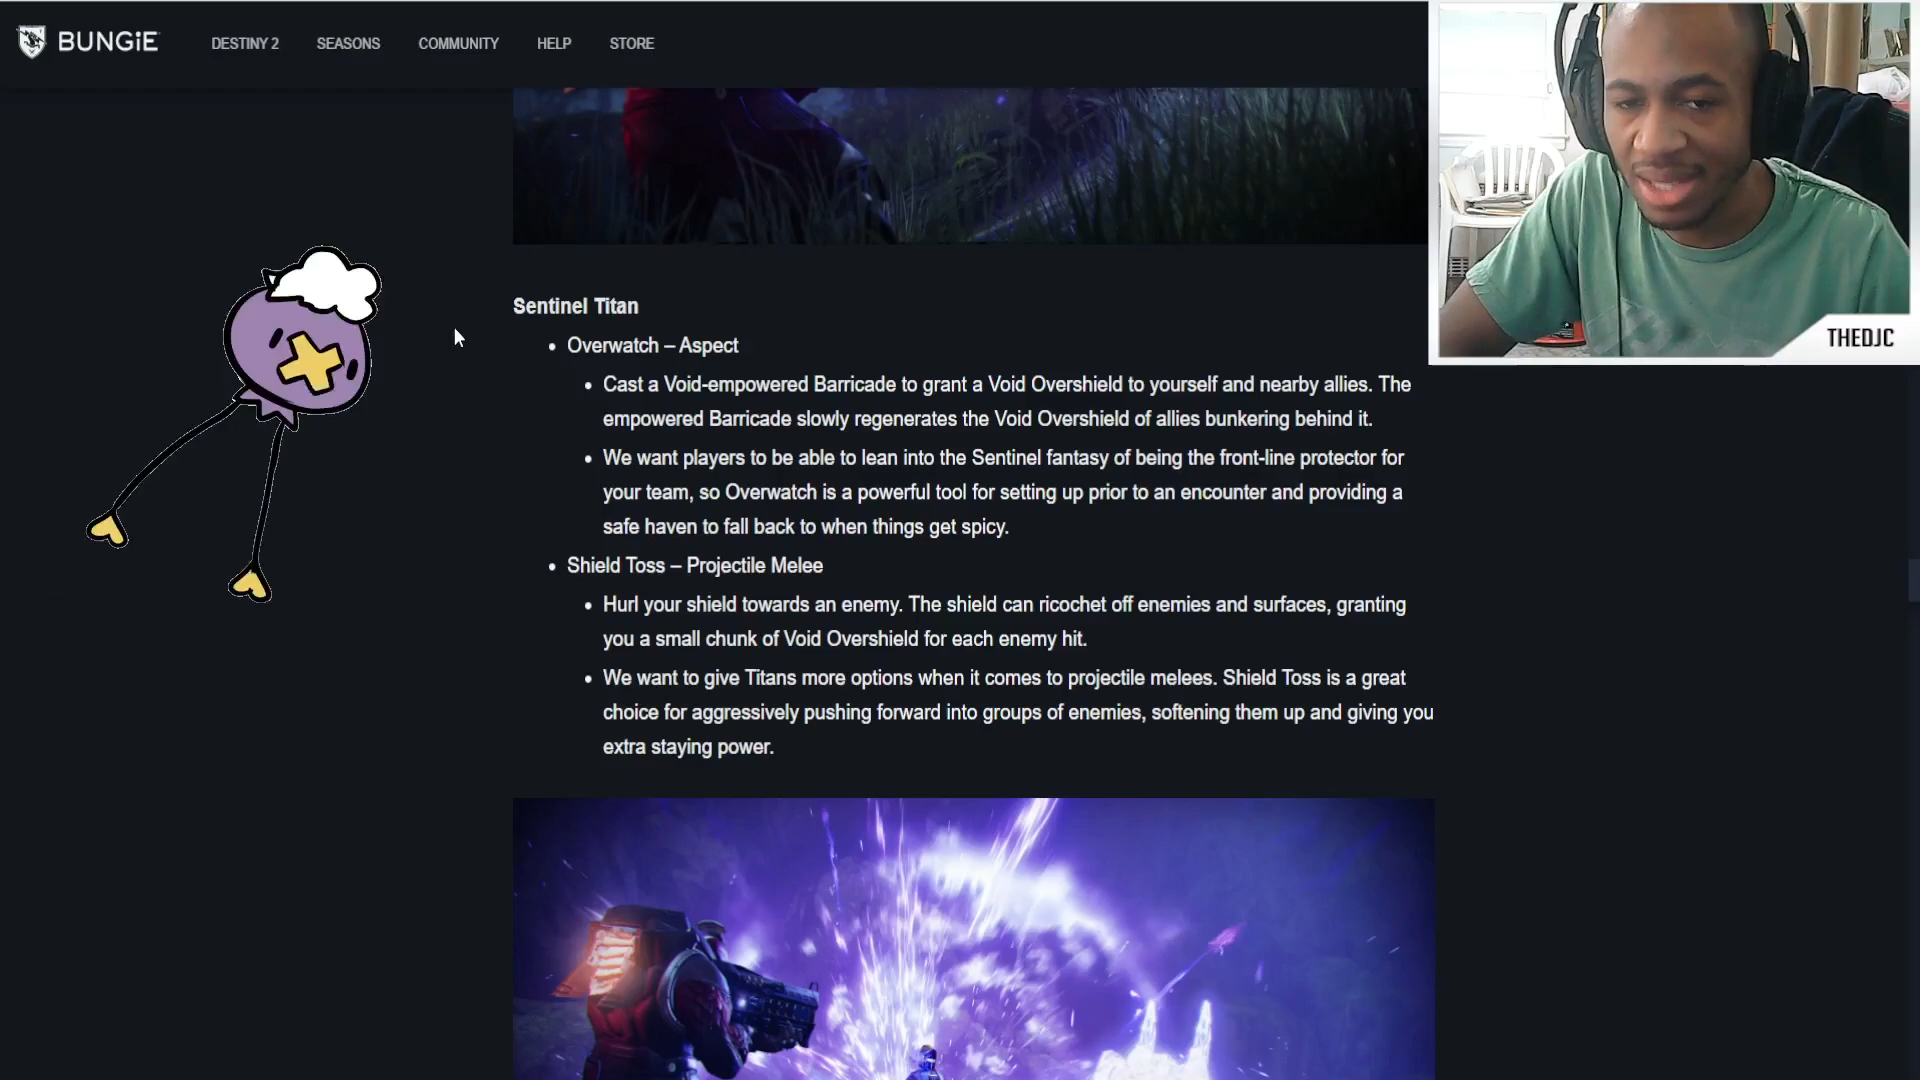 BUNGiE
DESTINY 2
SEASONS
COMMUNITY
HELP
STORE
Sentinel Titan
Overwatch – Aspect
Cast a Void-empowered Barricade to grant a Void Overshield to yourself and nearby allies. The
empowered Barricade slowly regenerates the Void Overshield of allies bunkering behind it.
We want players to be able to lean into the Sentinel fantasy of being the front-line protector for
your team, so Overwatch is a powerful tool for setting up prior to an encounter and providing a
safe haven to fall back to when things get spicy.
Shield Toss – Projectile Melee
Hurl your shield towards an enemy. The shield can ricochet off enemies and surfaces, granting
you a small chunk of Void Overshield for each enemy hit.
We want to give Titans more options when it comes to projectile melees. Shield Toss is a great
choice for aggressively pushing forward into groups of enemies, softening them up and giving you
extra staying power.
THEDJC